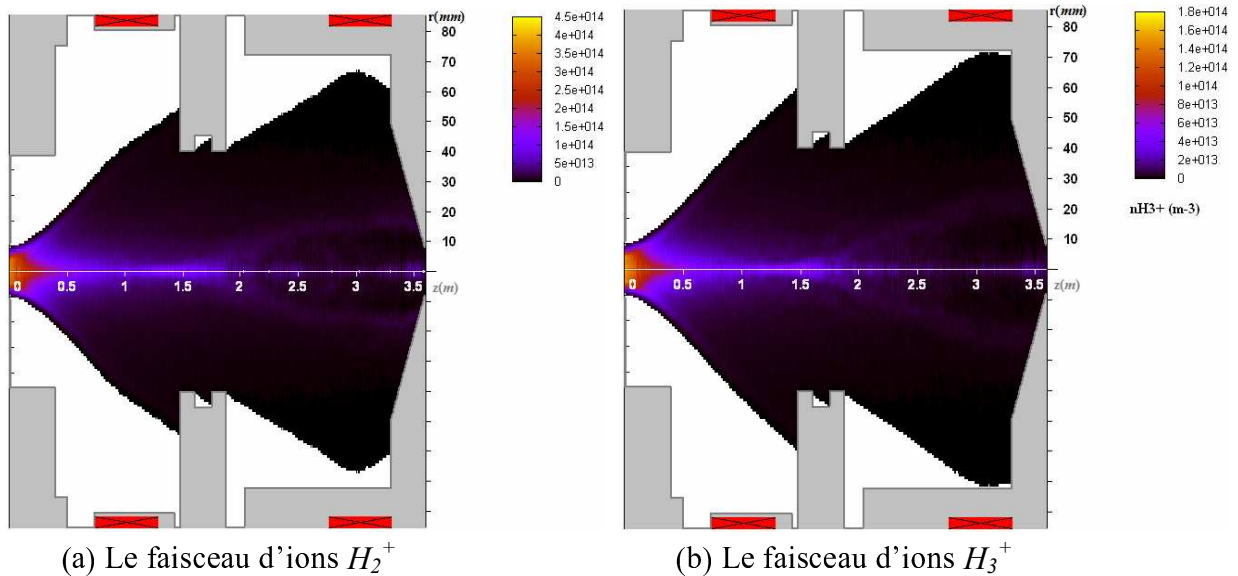 r(mm)
80
70
60
50
40
30
20
10
0 0.5 1 1.5 2 2.5 3 3.5
z(m)
4.5e+014
4e+014
3.5e+014
3e+014
2.5e+014
2e+014
1.5e+014
1e+014
5e+013
0
r(mm)
80
70
60
50
40
30
20
10
0 0.5 1 1.5 2 2.5 3 3.5
z(m)
1.8e+014
1.6e+014
1.4e+014
1.2e+014
1e+014
8e+013
6e+013
4e+013
2e+013
0
nH3+ (m-3)
(a) Le faisceau d'ions H₂⁺
(b) Le faisceau d'ions H₃⁺